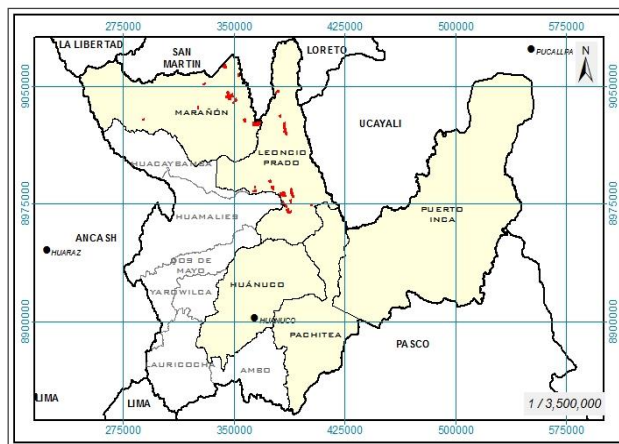 275000 350000 425000 500000 575000
LA LIBERTAD
SAN
MARTIN
LORETO
PUCALLPA
N
9050000
9050000
MARAÑÓN
UCAYALI
LEONCIO
PRADO
HUACAYBAMBA
8975000
8975000
HUAMALIES
PUERTO
INCA
ANCASH
HUARAZ
DOS DE
MAYO
YAROWILCA
HUÁNUCO
8900000
8900000
HUANUCO
PACHITEA
PASCO
LAURICOCHA
AMBO
LIMA
LIMA
1 / 3,500,000
275000 350000 425000 500000 575000